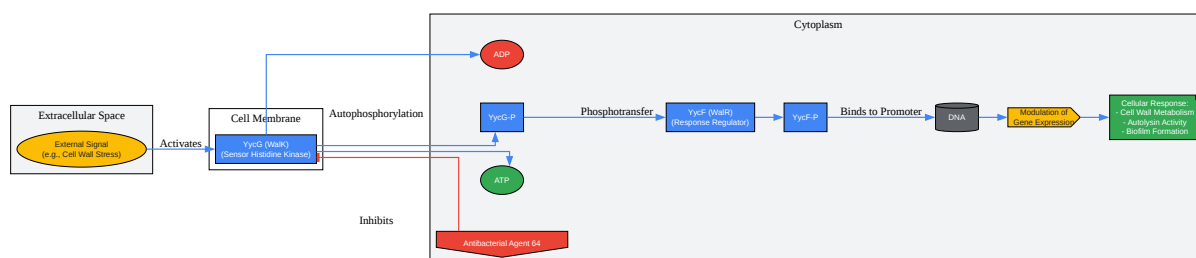 Cytoplasm
ADP
Extracellular Space
Cell Membrane
Autophosphorylation
External Signal
(e.g., Cell Wall Stress)
Activates
YycG (WalK)
(Sensor Histidine Kinase)
YycG-P
Phosphotransfer
YycF (WalR)
(Response Regulator)
YycF-P
Binds to Promoter
DNA
Modulation of
Gene Expression
Cellular Response:
- Cell Wall Metabolism
- Autolysin Activity
- Biofilm Formation
ATP
Inhibits
Antibacterial Agent 64